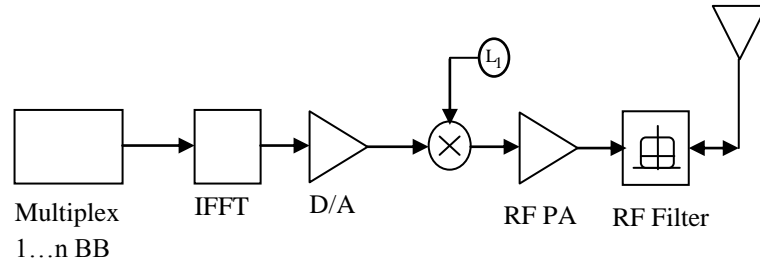 L1
Multiplex
1...n BB
IFFT
D/A
RF PA
RF Filter